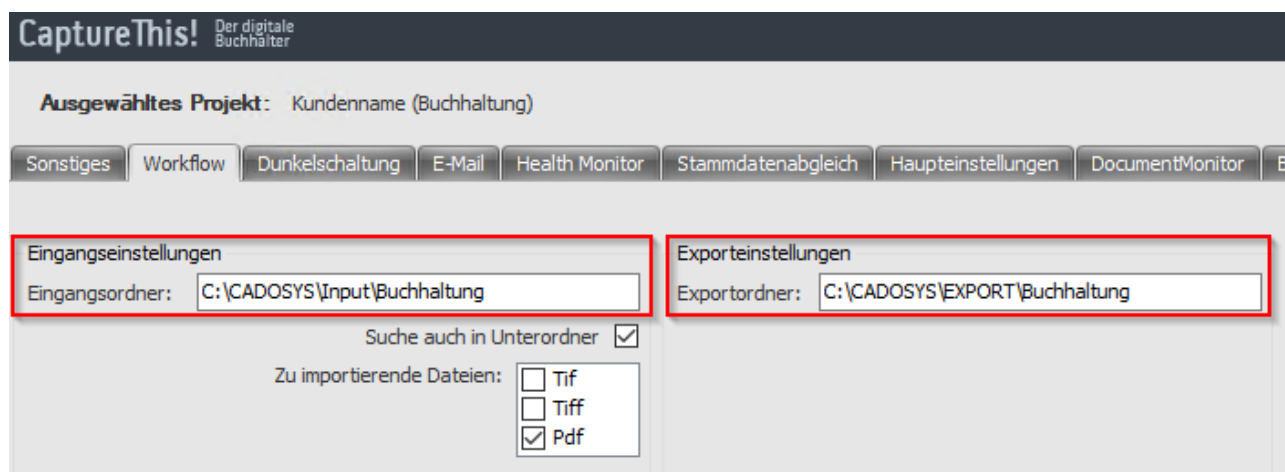 CaptureThis! Der digitale
Buchhalter
Ausgewähltes Projekt: Kundenname (Buchhaltung)
Sonstiges Workflow Dunkelschaltung E-Mail Health Monitor Stammdatenabgleich Haupteinstellungen DocumentMonitor
Eingangseinstellungen
Eingangsordner: C:\CADOSYS\Input\Buchhaltung
Exporteinstellungen
Exportordner: C:\CADOSYS\EXPORT\Buchhaltung
Suche auch in Unterordner
Zu importierende Dateien:
Tif
Tiff
Pdf